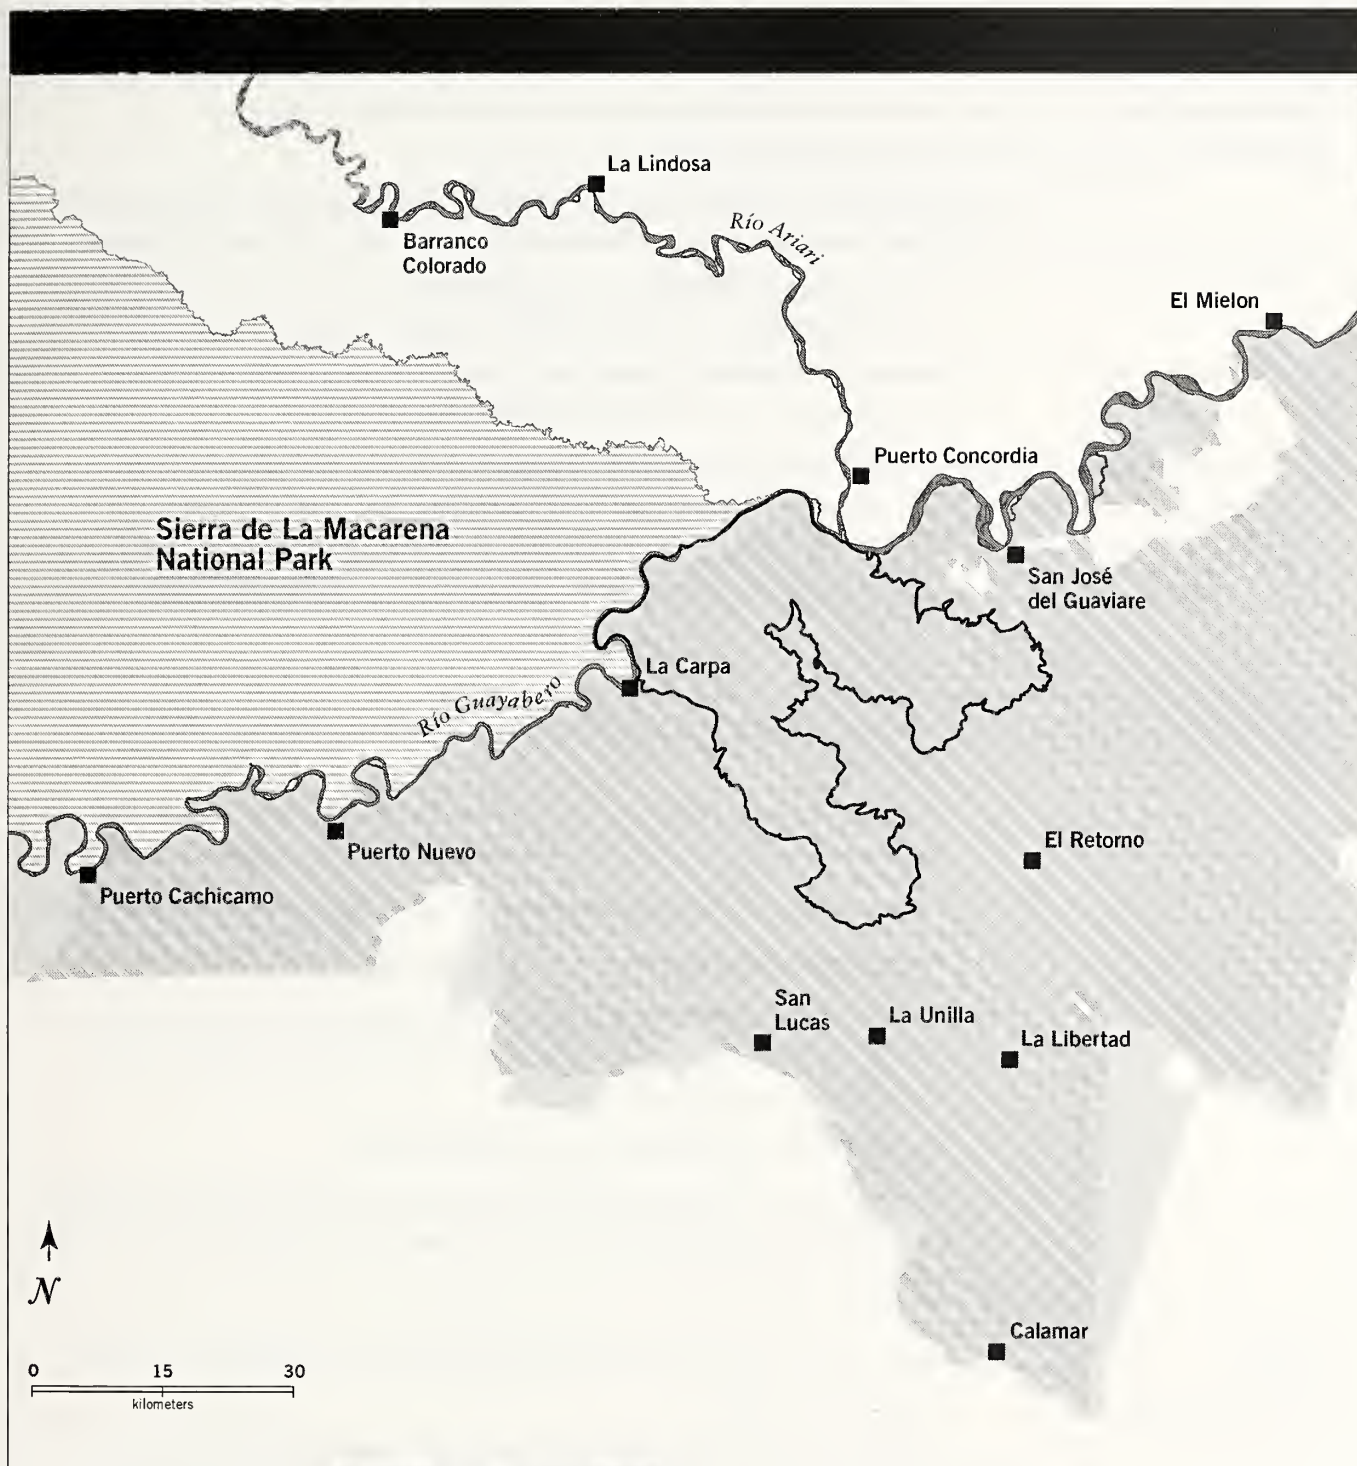 La Lindosa
Barranco
Colorado
Río Ariari
El Mielon
Puerto Concordia
Sierra de La Macarena
National Park
San José
del Guaviare
La Carpa
Río Guayabero
El Retorno
Puerto Nuevo
Puerto Cachicamo
San
Lucas
La Unilla
La Libertad
N
Calamar
0 15 30
kilometers